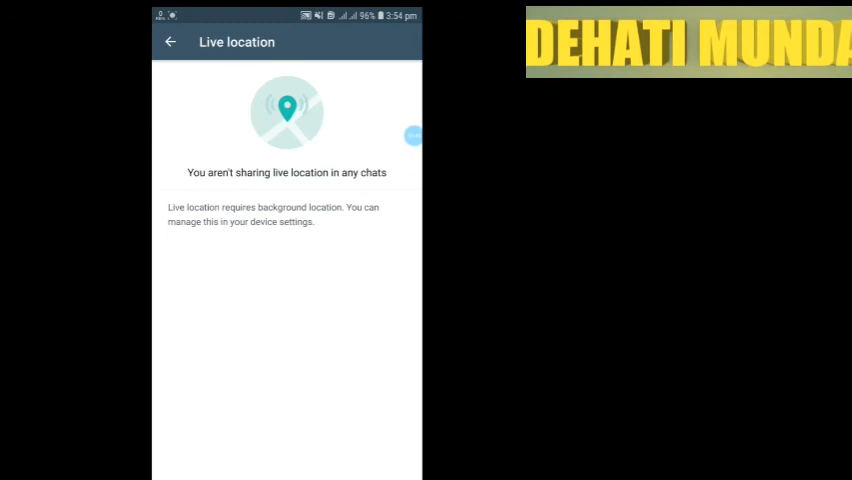 96% 3:54 pm
DEHATI MUNDA
Live location
You aren't sharing live location in any chats
Live location requires background location. You can
manage this in your device settings.